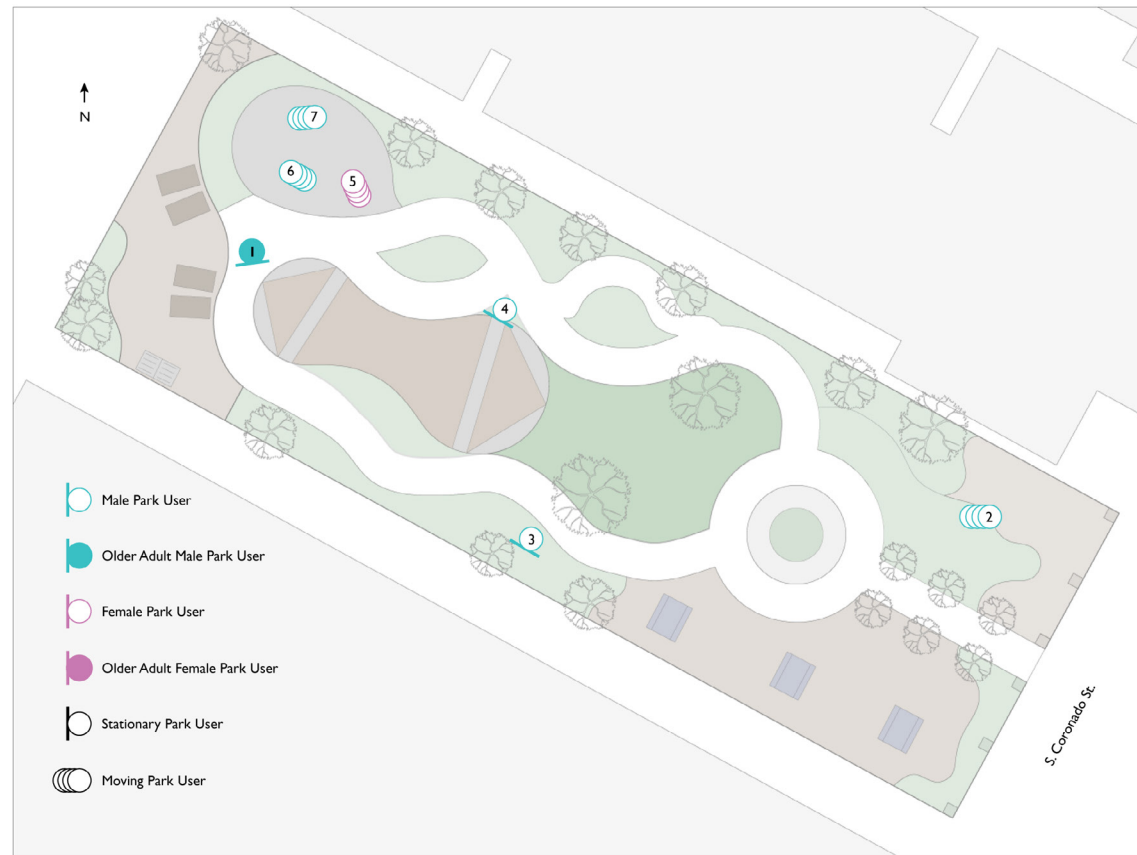 N
7
6
5
1
4
2
3
Male Park User
Older Adult Male Park User
Female Park User
Older Adult Female Park User
Stationary Park User
Moving Park User
S. Coronado St.